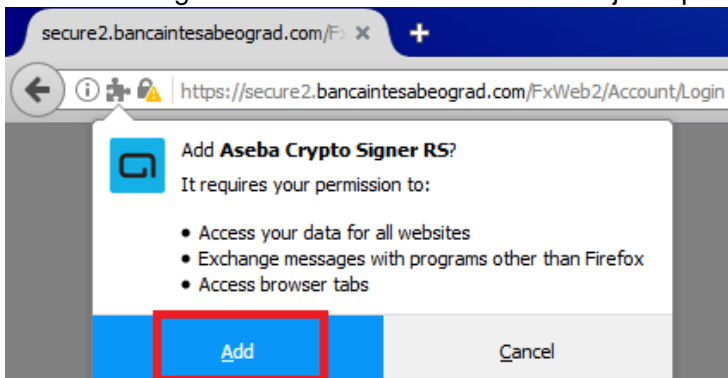 secure2.bancaintesabeograd.com/F
https://secure2.bancaintesabeograd.com/FxWeb2/Account/Login
Add Aseba Crypto Signer RS?
It requires your permission to:
• Access your data for all websites
• Exchange messages with programs other than Firefox
• Access browser tabs
Add
Cancel